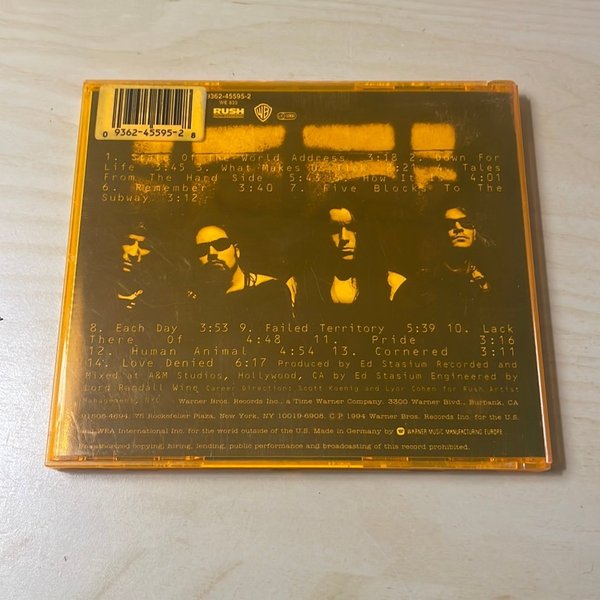 9362-45595-2
WE 833
RUSH
WB
0 9362-45595-2 8
1. State Of The World Address 3:18 2. Down For
Life 3:45 3. What Makes Us Tick 3:21 4. Tales
From The Hard Side 5:43 5. How It Is 4:01
6. Remember 3:40 7. Five Blocks To The
Subway 3:12
8. Each Day 3:53 9. Failed Territory 5:39 10. Lack
There Of 4:48 11. Pride 3:16
12. Human Animal 4:54 13. Cornered 3:11
14. Love Denied 6:17 Produced by Ed Stasium Recorded and
Mixed at A&M Studios, Hollywood, CA by Ed Stasium Engineered by
Lord Randall Wine Career Direction: Scott Koenig and Lyor Cohen for Rush Artist
Management, NYC Warner Bros. Records Inc., a Time Warner Company. 3300 Warner Blvd., Burbank, CA
91505-4694, 75 Rockefeller Plaza, New York, NY 10019-6908. C P 1994 Warner Bros. Records Inc. for the U.S.
and WEA International Inc. for the world outside of the U.S. Made in Germany by WARNER MUSIC MANUFACTURING EUROPE
Unauthorized copying, hiring, lending, public performance and broadcasting of this record prohibited.